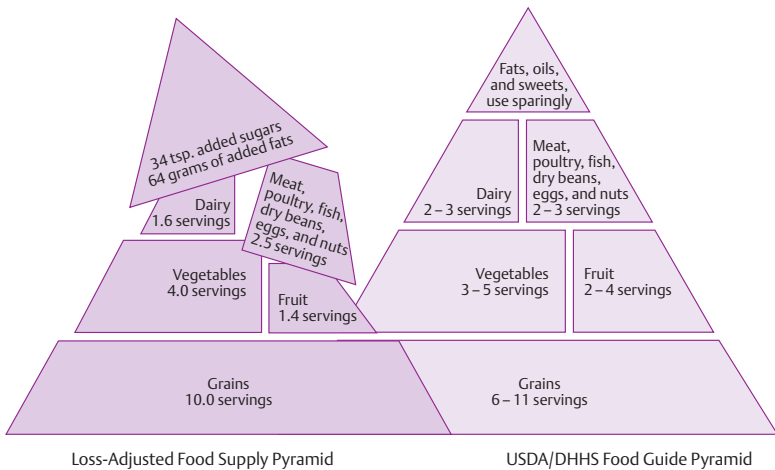 34 tsp. added sugars
64 grams of added fats
Dairy
1.6 servings
Meat,
poultry, fish,
dry beans,
eggs, and nuts
2.5 servings
Vegetables
4.0 servings
Fruit
1.4 servings
Grains
10.0 servings
Loss-Adjusted Food Supply Pyramid
Fats, oils,
and sweets,
use sparingly
Dairy
2 – 3 servings
Meat,
poultry, fish,
dry beans,
eggs, and nuts
2 – 3 servings
Vegetables
3 – 5 servings
Fruit
2 – 4 servings
Grains
6 – 11 servings
USDA/DHHS Food Guide Pyramid